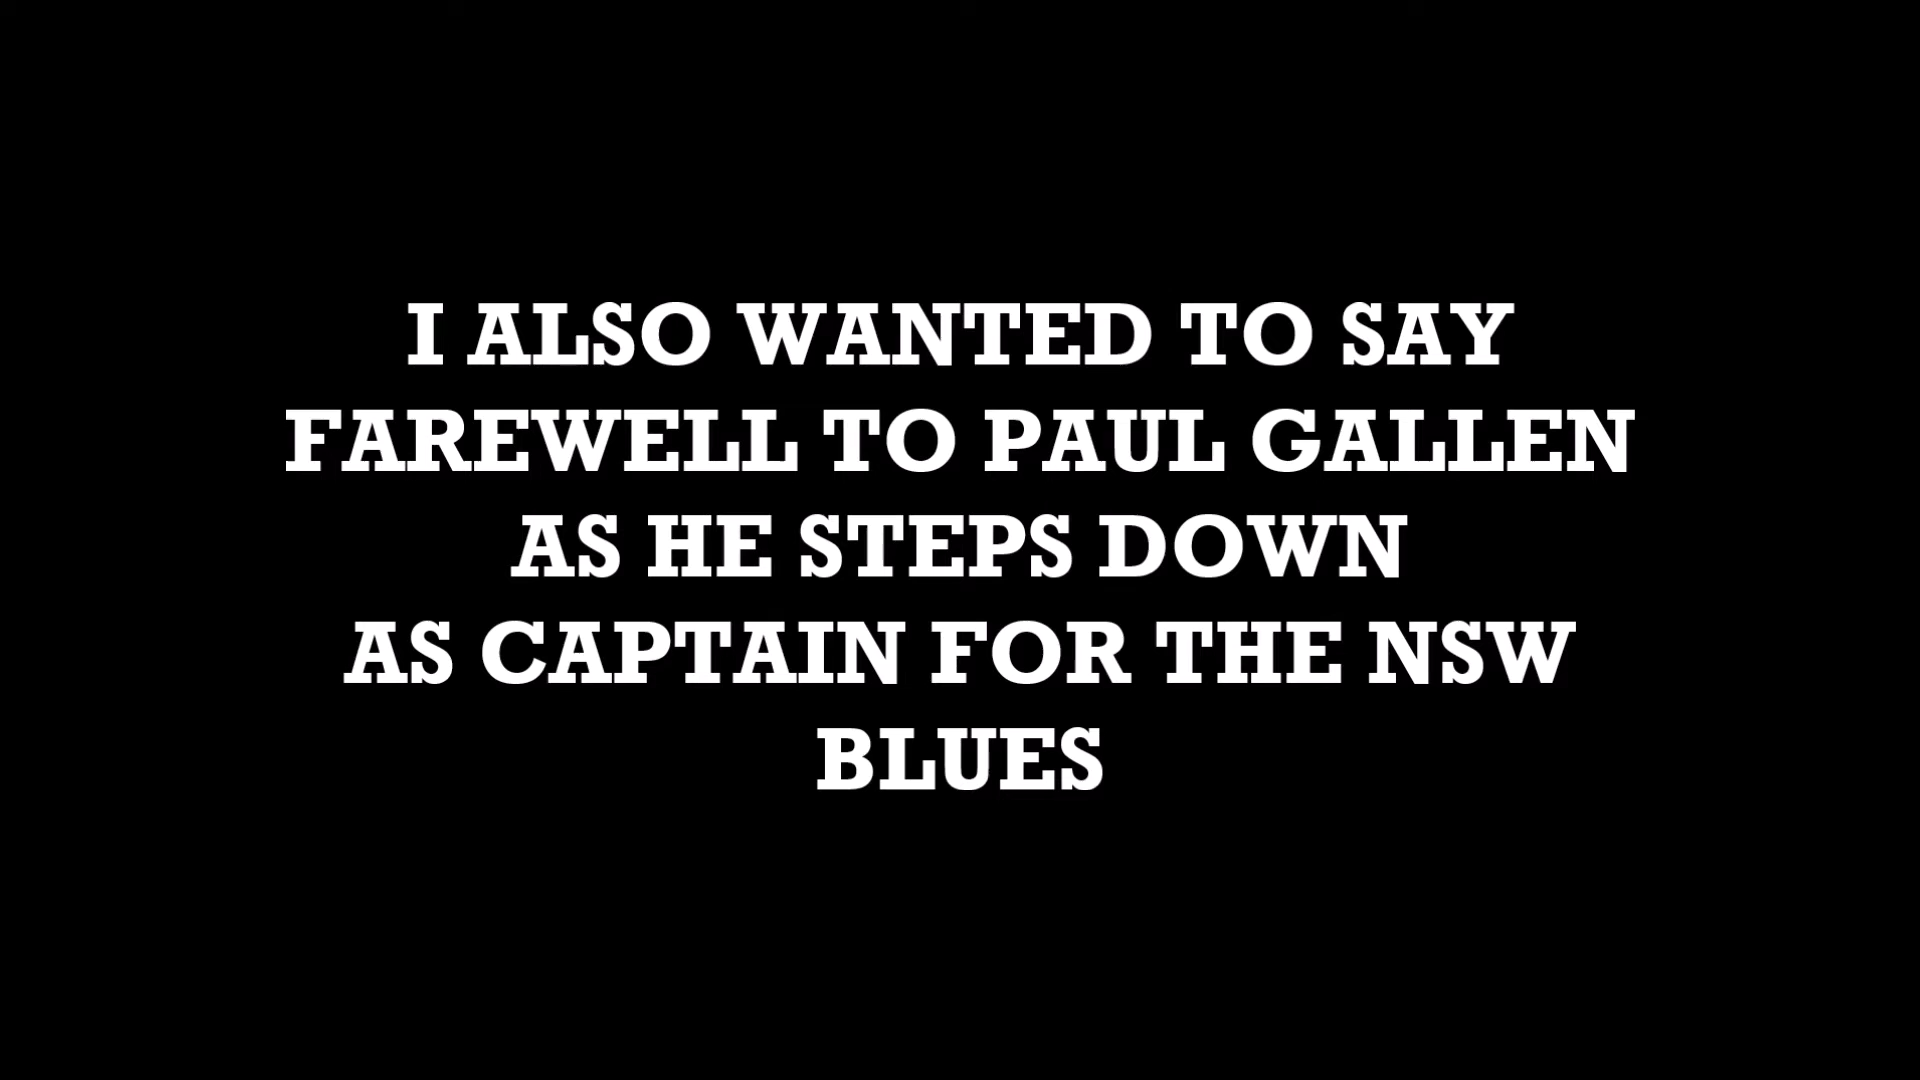 I ALSO WANTED TO SAY
FAREWELL TO PAUL GALLEN
AS HE STEPS DOWN
AS CAPTAIN FOR THE NSW
BLUES